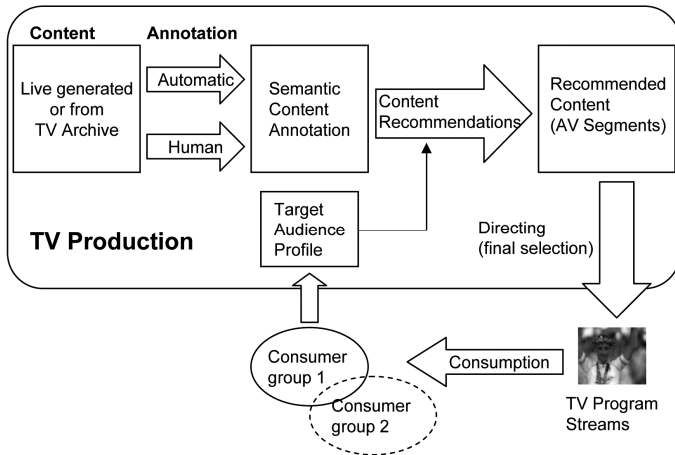 Content
Annotation
Live generated
or from
TV Archive
Automatic
Human
Semantic
Content
Annotation
Content
Recommendations
Recommended
Content
(AV Segments)
Target
Audience
Profile
TV Production
Directing
(final selection)
Consumer
group 1
Consumer
group 2
Consumption
TV Program
Streams